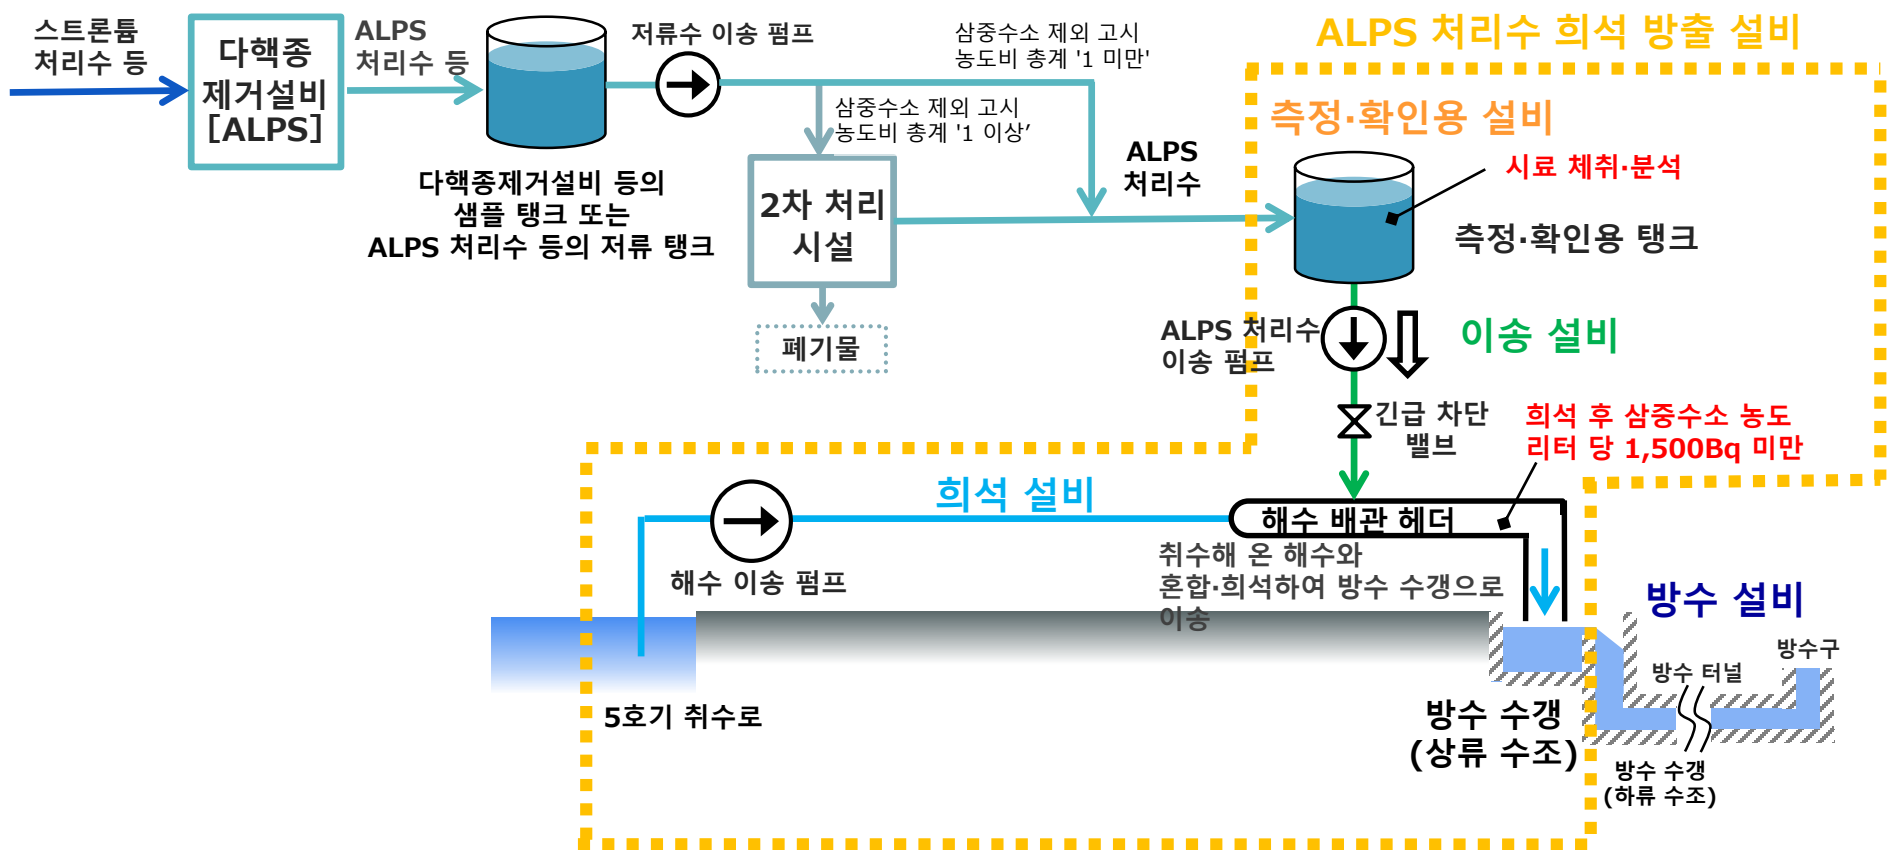 스트론튬
처리수 등
다핵종
제거설비
[ALPS]
ALPS
처리수 등
다핵종제거설비 등의
샘플 탱크 또는
ALPS 처리수 등의 저류 탱크
저류수 이송 펌프
삼중수소 제외 고시
농도비 총계 '1 미만'
삼중수소 제외 고시
농도비 총계 '1 이상’
2차 처리
시설
폐기물
ALPS
처리수
ALPS 처리수 희석 방출 설비
측정·확인용 설비
시료 체취·분석
측정·확인용 탱크
ALPS 처리수
이송 펌프
이송 설비
긴급 차단
밸브
희석 후 삼중수소 농도
리터 당 1,500Bq 미만
희석 설비
해수 배관 헤더
해수 이송 펌프
취수해 온 해수와
혼합·희석하여 방수 수갱으로
이송
방수 설비
방수구
방수 터널
5호기 취수로
방수 수갱
(상류 수조)
방수 수갱
(하류 수조)